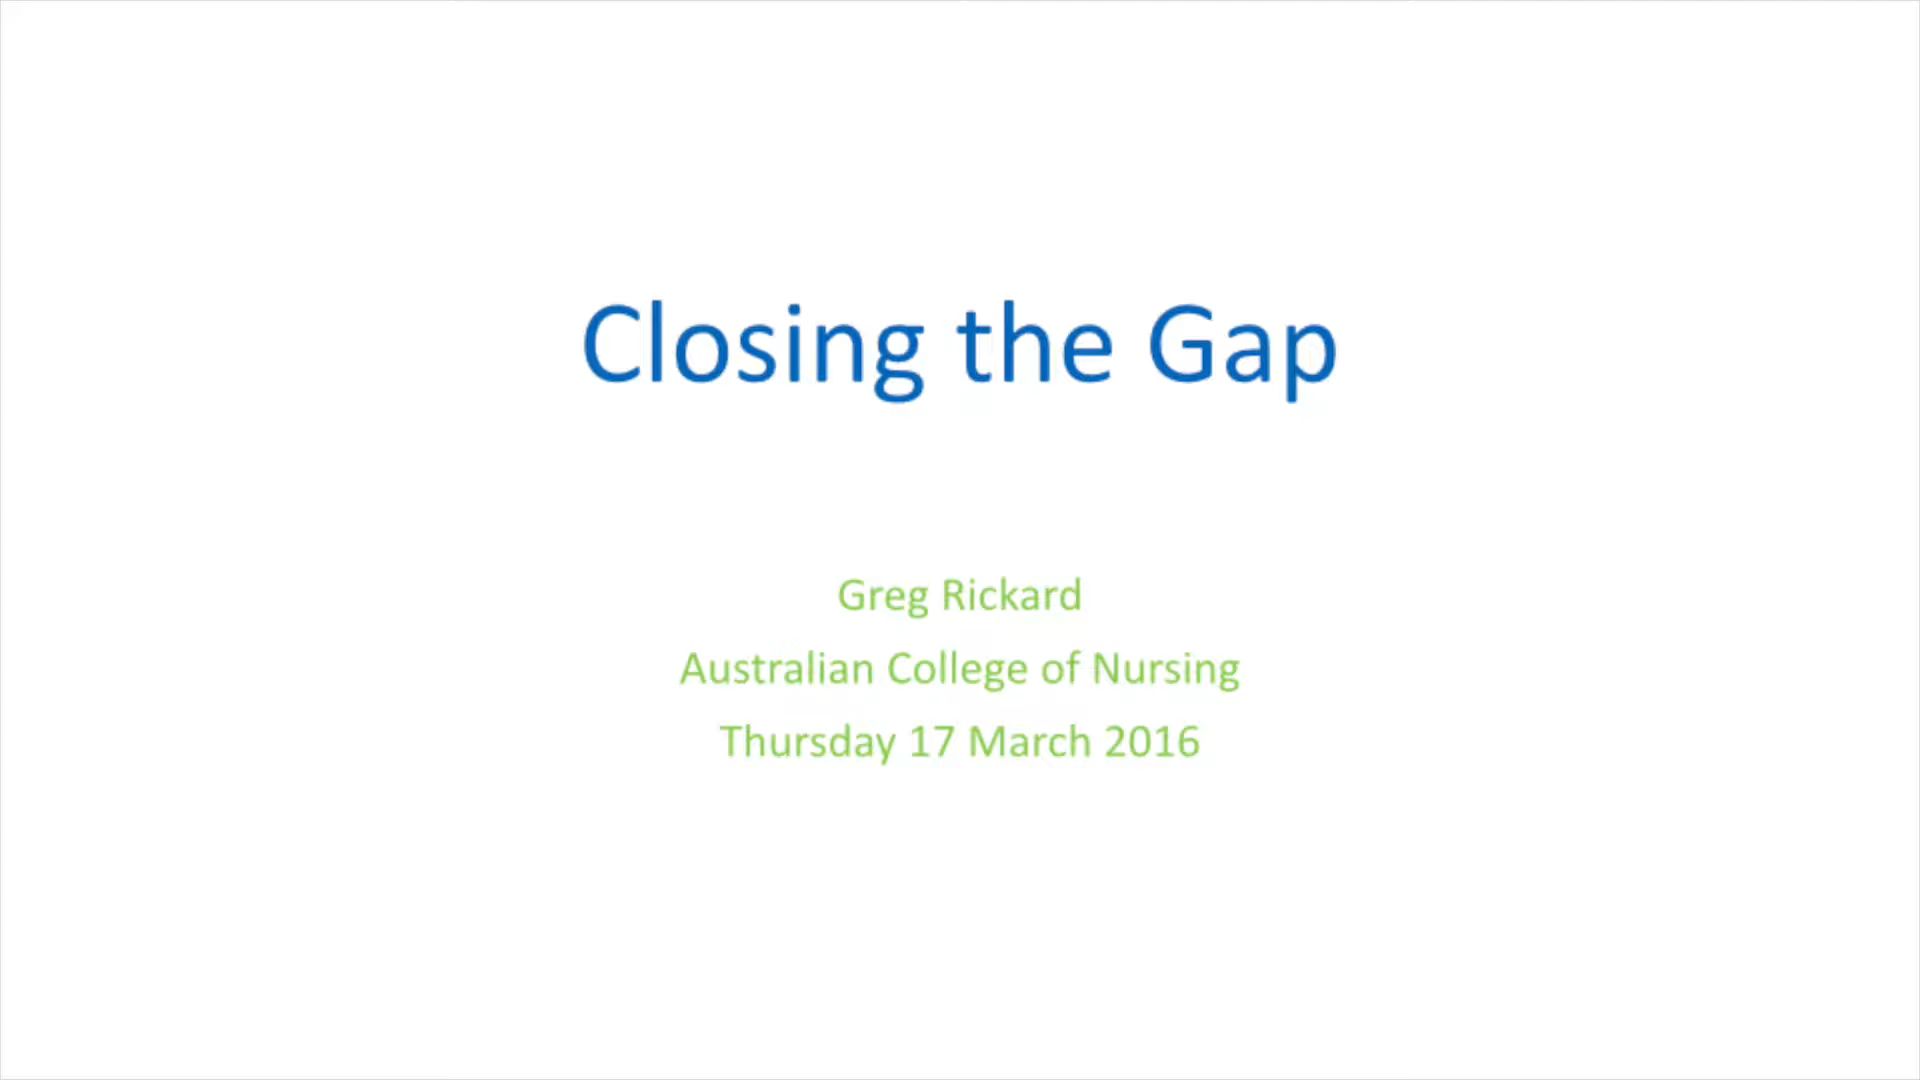 Closing the Gap
Greg Rickard
Australian College of Nursing
Thursday 17 March 2016